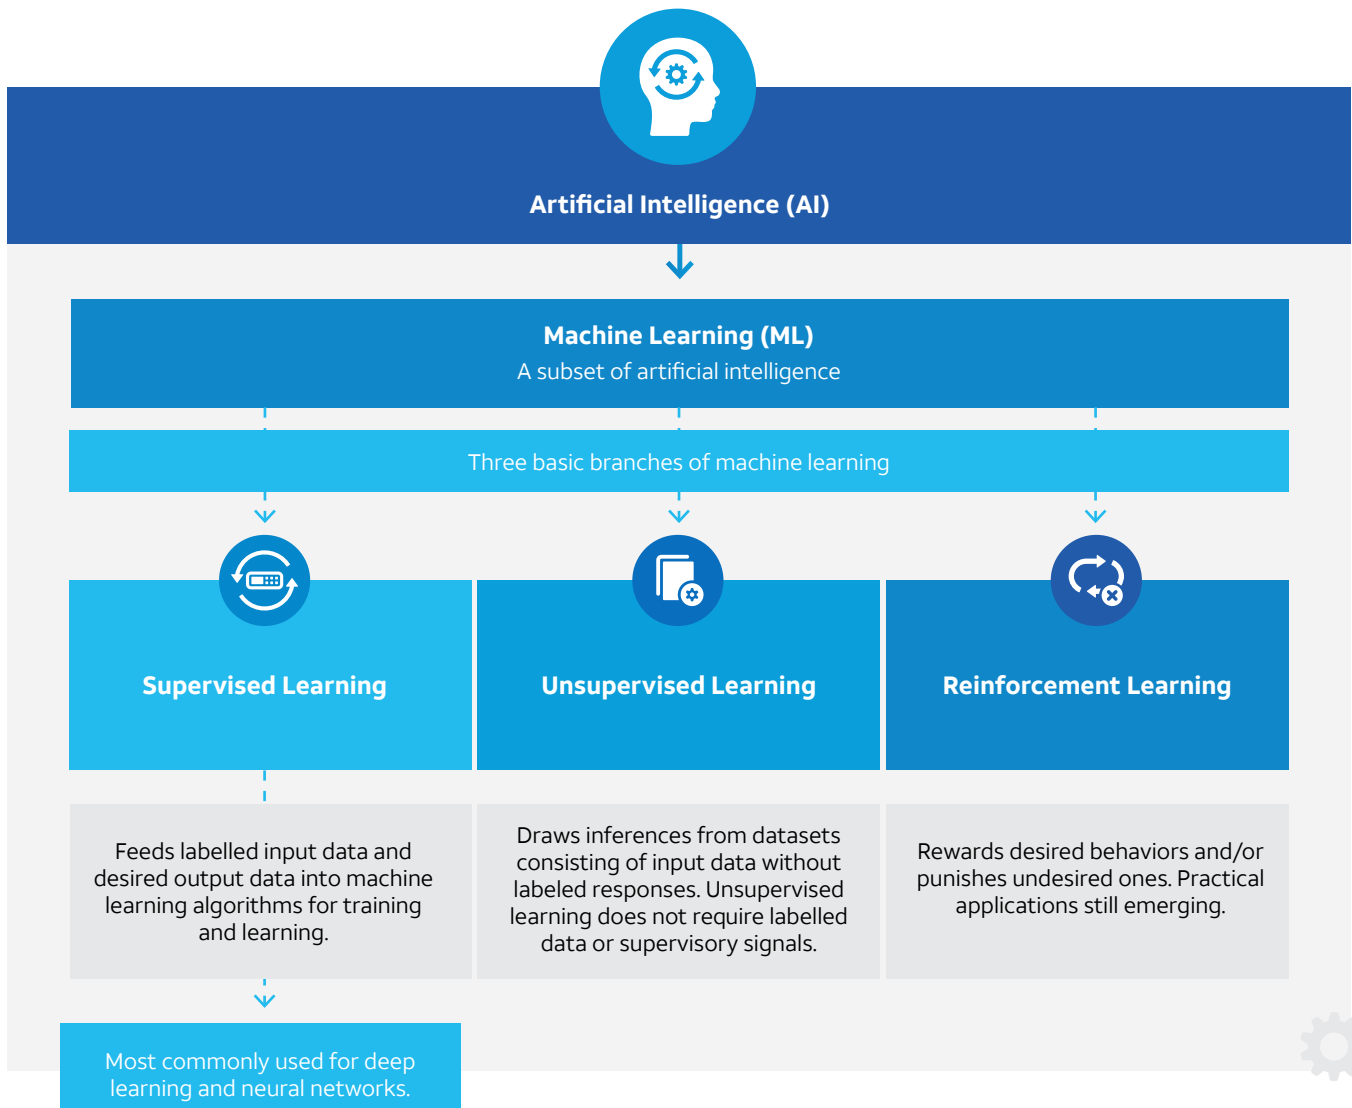 Artificial Intelligence (AI)
Machine Learning (ML)
A subset of artificial intelligence
Three basic branches of machine learning
Supervised Learning
Unsupervised Learning
Reinforcement Learning
Feeds labelled input data and
desired output data into machine
learning algorithms for training
and learning.
Draws inferences from datasets
consisting of input data without
labeled responses. Unsupervised
learning does not require labelled
data or supervisory signals.
Rewards desired behaviors and/or
punishes undesired ones. Practical
applications still emerging.
Most commonly used for deep
learning and neural networks.